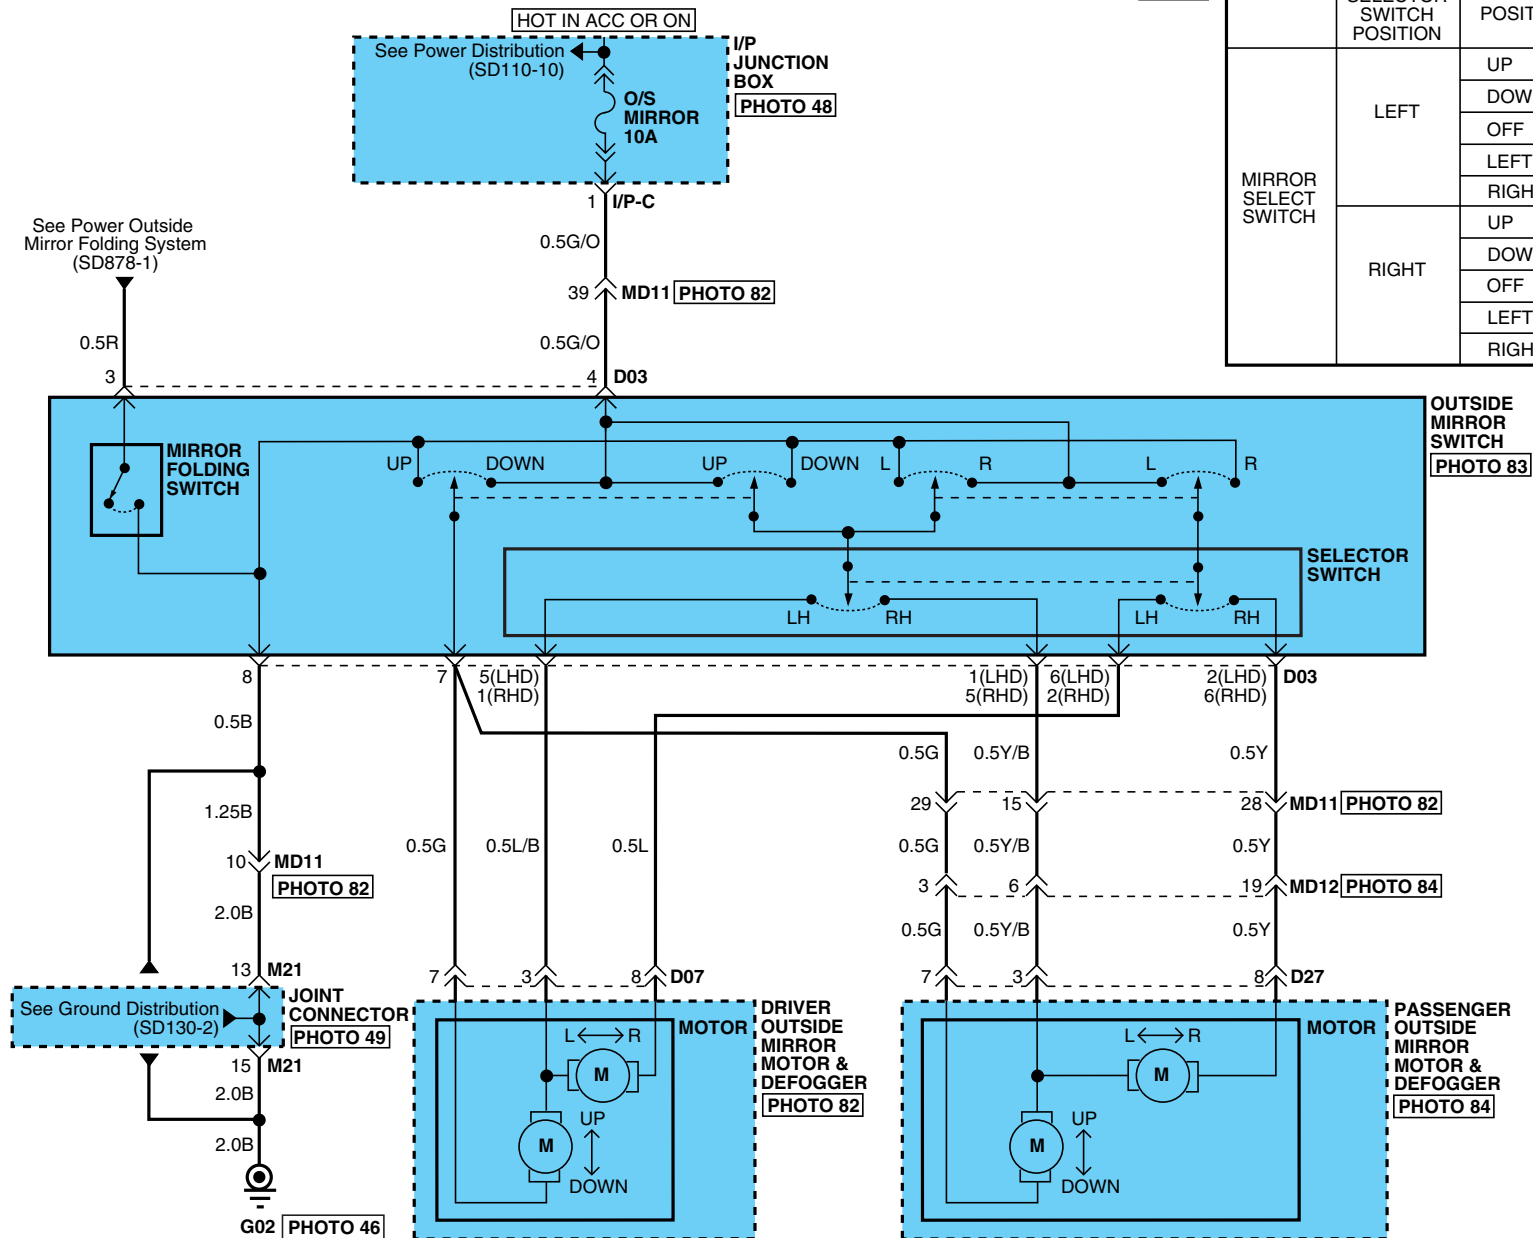 HOT IN ACC OR ON
See Power Distribution
(SD110-10)
I/P
JUNCTION
BOX
PHOTO 48
O/S
MIRROR
10A
1 I/P-C
0.5G/O
39 MD11 PHOTO 82
0.5G/O
4 D03
See Power Outside
Mirror Folding System
(SD878-1)
0.5R
3
SWITCH
POSITION
MIRROR
SELECT
SWITCH
LEFT
UP
OFF
LEFT
RIGHT
UP
OFF
LEFT
OUTSIDE
MIRROR
SWITCH
PHOTO 83
MIRROR
FOLDING
SWITCH
UP DOWN UP DOWN L R L R
SELECTOR
SWITCH
LH RH LH RH
8 7 5(LHD) 1(LHD) 6(LHD) 2(LHD) D03
1(RHD) 5(RHD) 2(RHD) 6(RHD)
0.5B
0.5G 0.5Y/B 0.5Y
29 15 28 MD11 PHOTO 82
1.25B
0.5G 0.5L/B 0.5L 0.5G 0.5Y/B 0.5Y
10 MD11
PHOTO 82
3 6 19 MD12 PHOTO 84
2.0B
0.5G 0.5Y/B 0.5Y
13 M21
7 3 8 D07 7 3 8 D27
See Ground Distribution
(SD130-2)
JOINT
CONNECTOR
PHOTO 49
15 M21
2.0B
2.0B
G02 PHOTO 46
MOTOR
L R
M
UP
M
DOWN
DRIVER
OUTSIDE
MIRROR
MOTOR &
DEFOGGER
PHOTO 82
MOTOR
L R
M
UP
M
DOWN
PASSENGER
OUTSIDE
MIRROR
MOTOR &
DEFOGGER
PHOTO 84